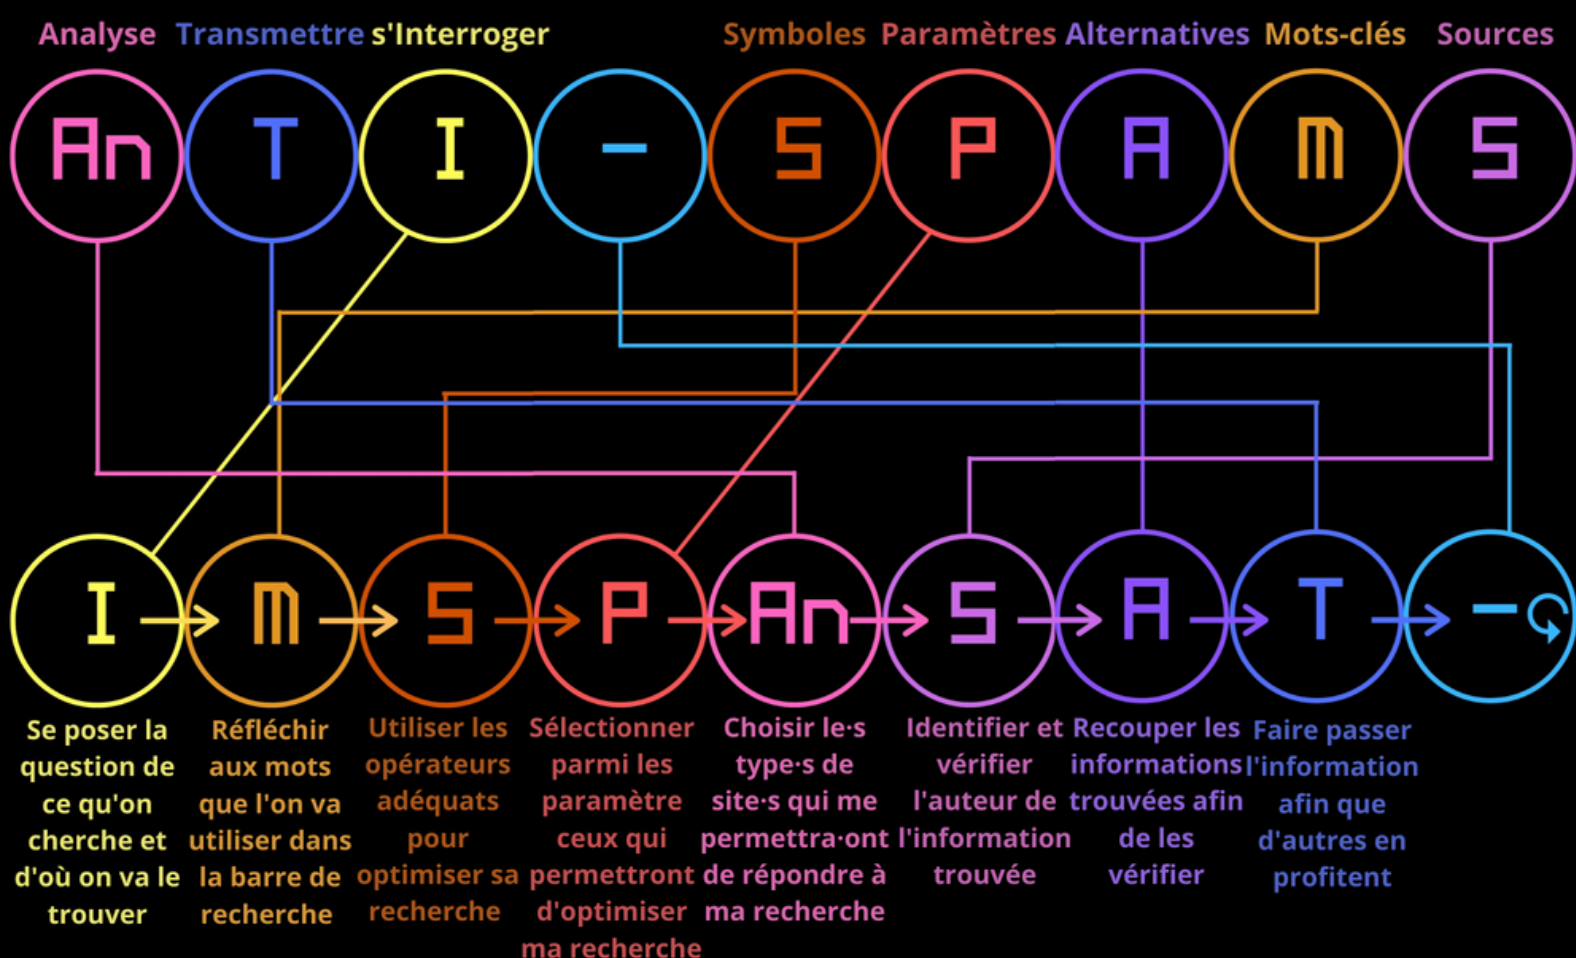 Analyse Transmettre s'Interroger Symboles Paramètres Alternatives Mots-clés Sources
An T I - S P A M S
I M S P An S A T -
Se poser la
question de
ce qu'on
cherche et
d'où on va le
trouver
Réfléchir
aux mots
que l'on va
utiliser dans
la barre de
recherche
Utiliser les
opérateurs
adéquats
pour
optimiser sa
recherche
Sélectionner
parmi les
paramètre
ceux qui
permettront
d'optimiser
ma recherche
Choisir le·s
type·s de
site·s qui me
permettra·ont
de répondre à
ma recherche
Identifier et
vérifier
l'auteur de
l'information
trouvée
Recouper les
informations
trouvées afin
de les
vérifier
Faire passer
l'information
afin que
d'autres en
profitent